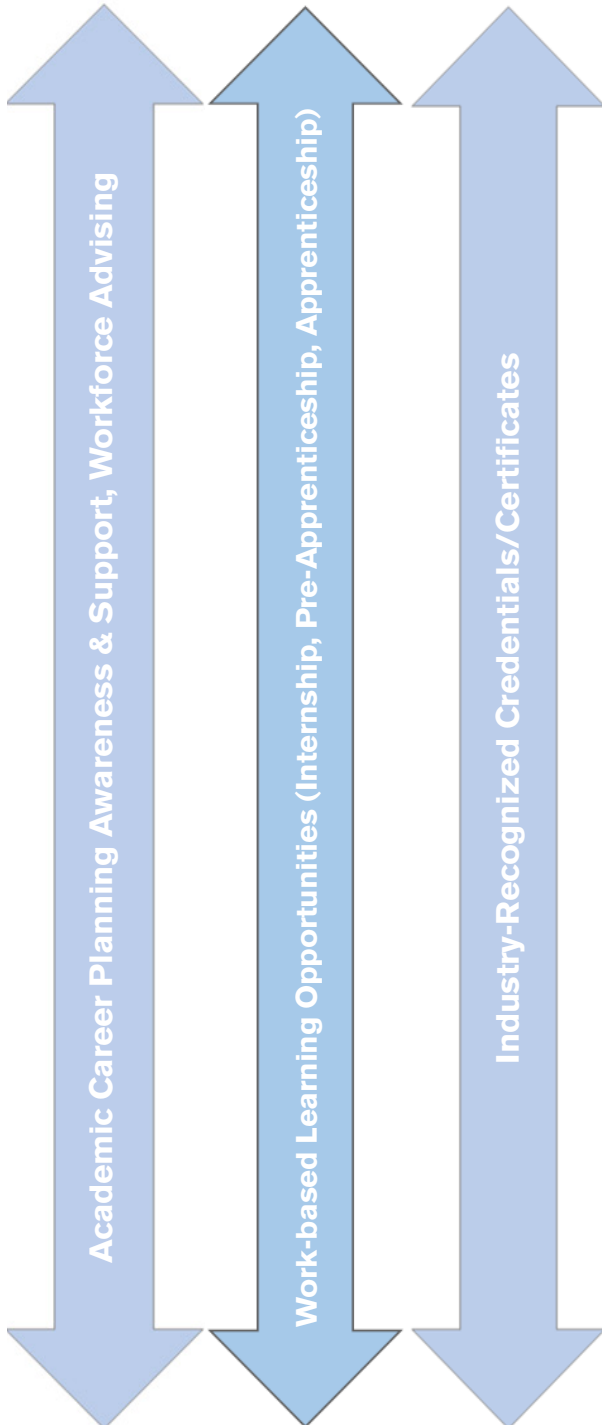 Academic Career Planning Awareness & Support, Workforce Advising
Work-based Learning Opportunities (Internship, Pre-Apprenticeship, Apprenticeship)
Industry-Recognized Credentials/Certificates